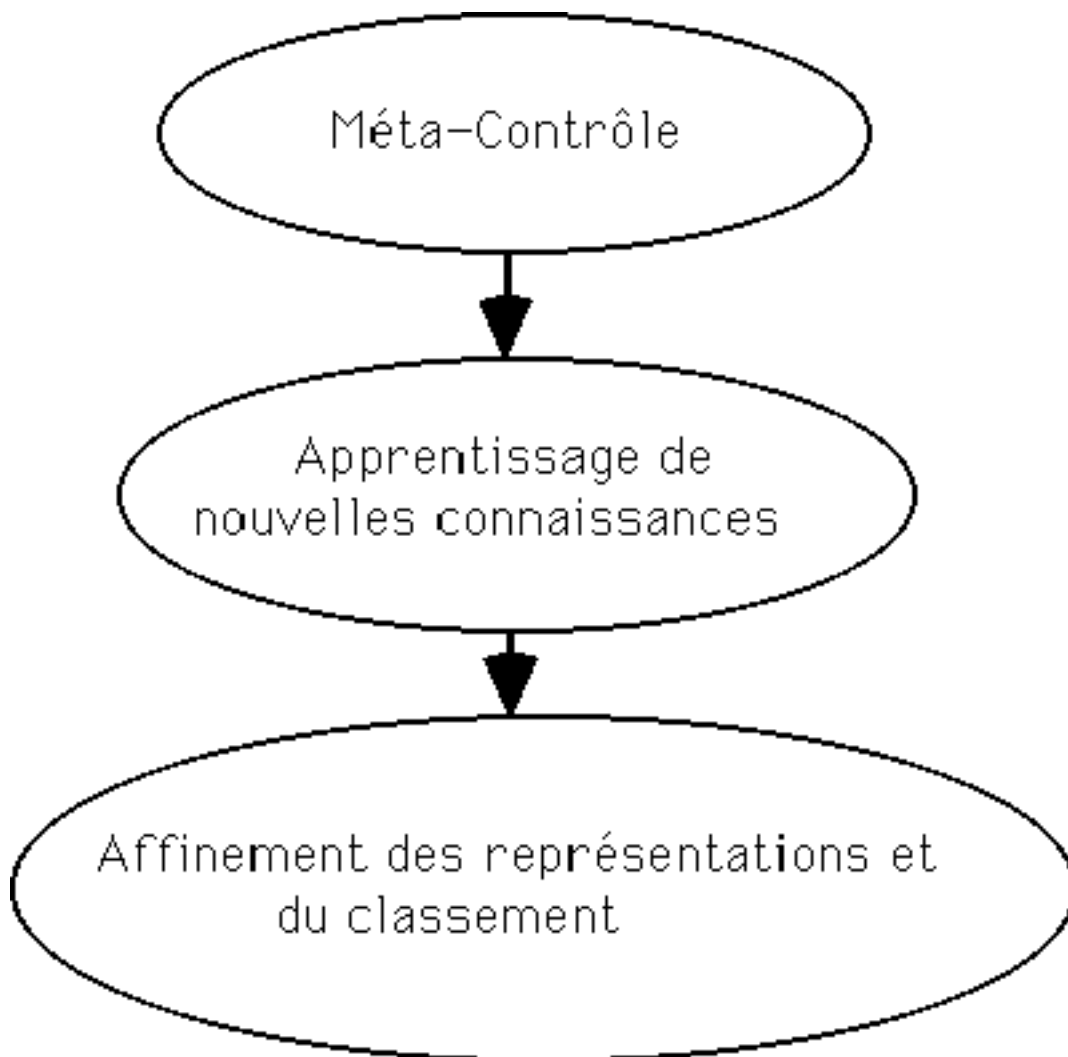 Méta-Contrôle
Apprentissage de
nouvelles connaissances
Affinement des représentations et
du classement